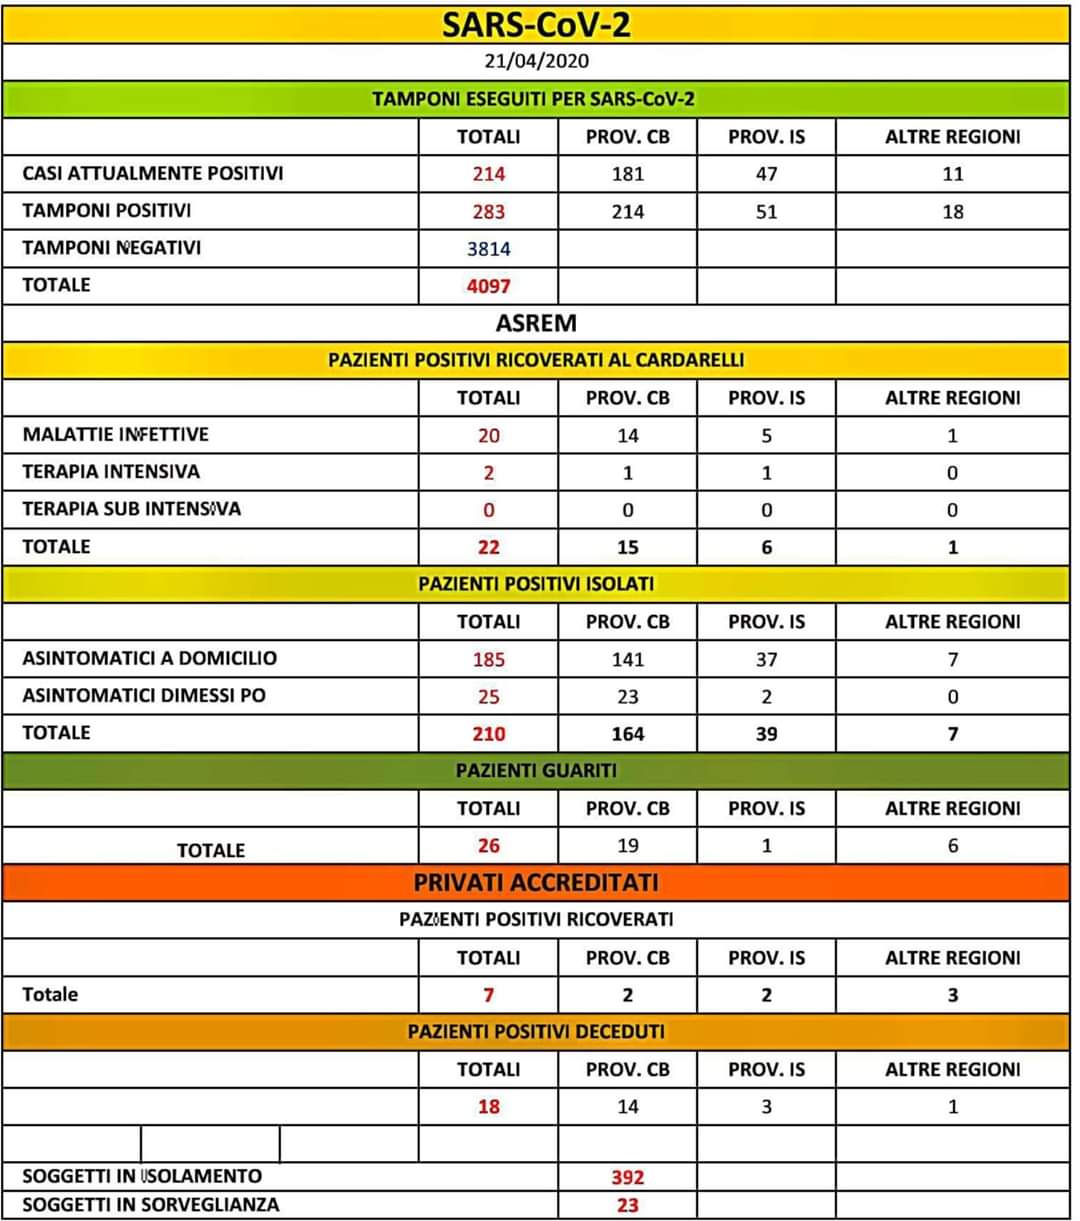 SARS-CoV-2
21/04/2020
TAMPONI ESEGUITI PER SARS-CoV-2
TOTALI PROV. CB PROV. IS ALTRE REGIONI
CASI ATTUALMENTE POSITIVI 214 181 47 11
TAMPONI POSITIVI 283 214 51 18
TAMPONI NEGATIVI 3814
TOTALE 4097
ASREM
PAZIENTI POSITIVI RICOVERATI AL CARDARELLI
TOTALI PROV. CB PROV. IS ALTRE REGIONI
MALATTIE INFETTIVE 20 14 5 1
TERAPIA INTENSIVA 2 1 1 0
TERAPIA SUB INTENSIVA 0 0 0 0
TOTALE 22 15 6 1
PAZIENTI POSITIVI ISOLATI
TOTALI PROV. CB PROV. IS ALTRE REGIONI
ASINTOMATICI A DOMICILIO 185 141 37 7
ASINTOMATICI DIMESSI PO 25 23 2 0
TOTALE 210 164 39 7
PAZIENTI GUARITI
TOTALI PROV. CB PROV. IS ALTRE REGIONI
TOTALE 26 19 1 6
PRIVATI ACCREDITATI
PAZIENTI POSITIVI RICOVERATI
TOTALI PROV. CB PROV. IS ALTRE REGIONI
Totale 7 2 2 3
PAZIENTI POSITIVI DECEDUTI
TOTALI PROV. CB PROV. IS ALTRE REGIONI
18 14 3 1
SOGGETTI IN ISOLAMENTO 392
SOGGETTI IN SORVEGLIANZA 23